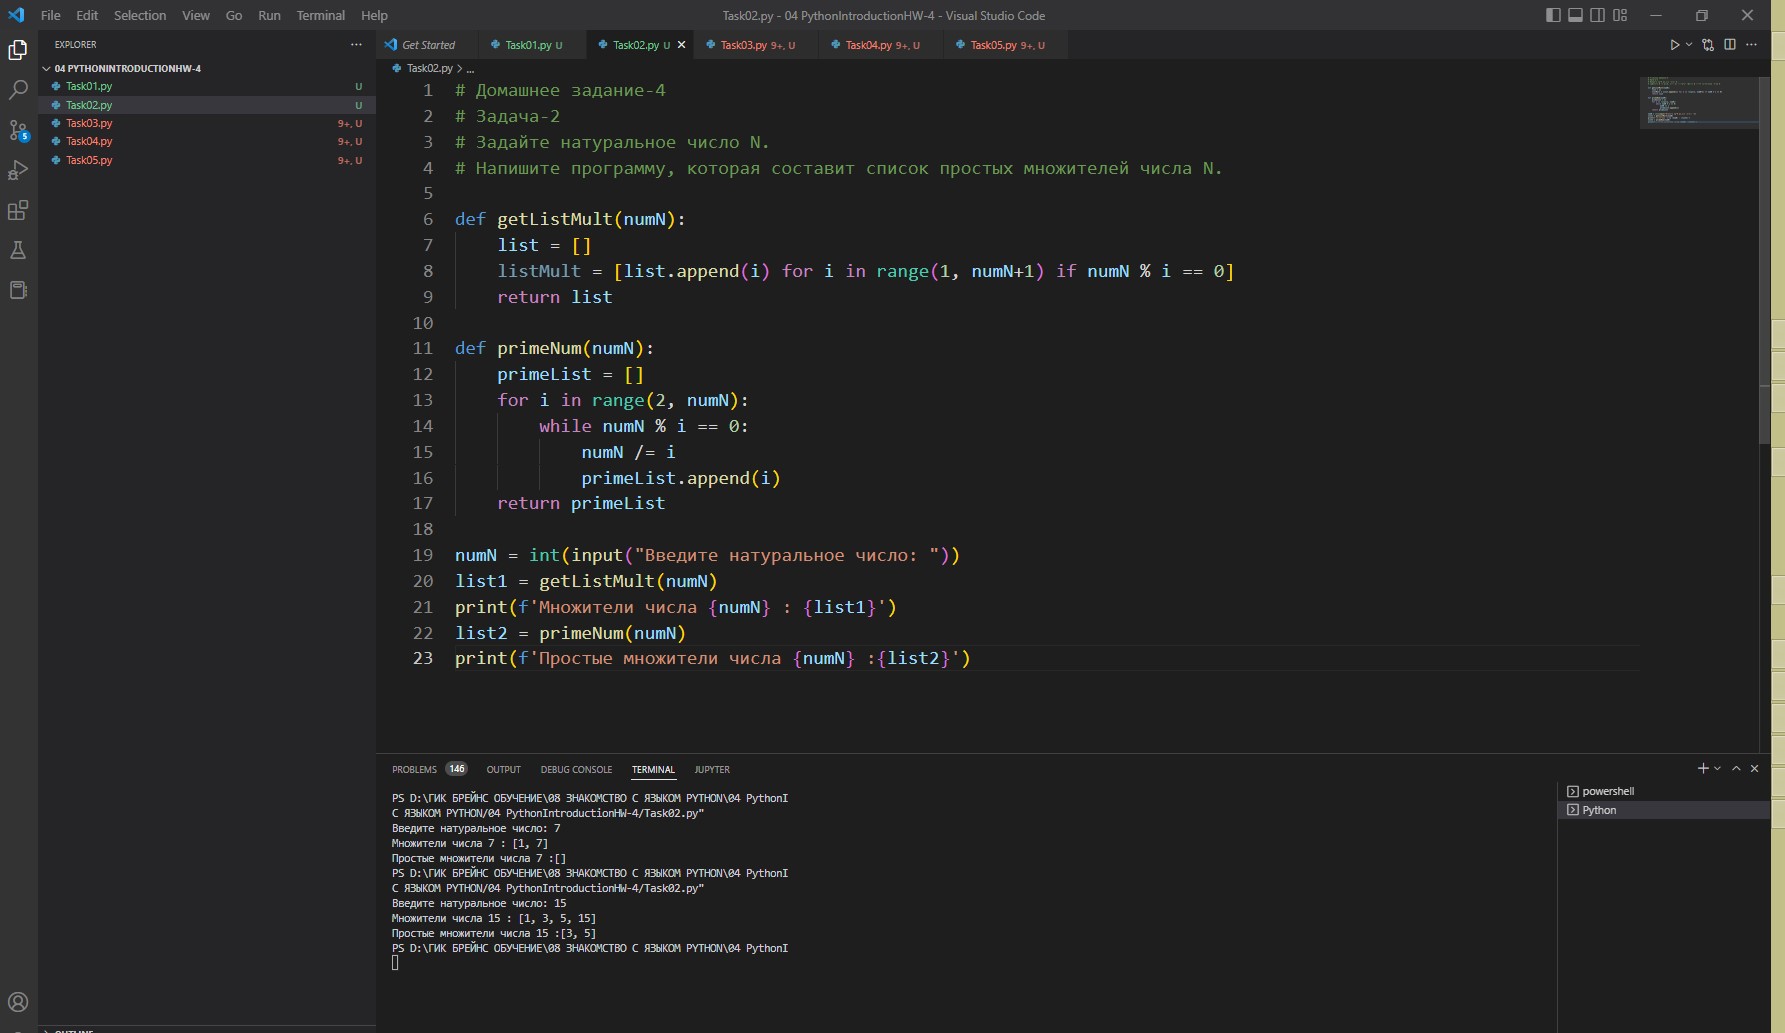 File Edit Selection View Go Run Terminal Help
Task02.py - 04 PythonIntroductionHW-4 - Visual Studio Code
EXPLORER
Get Started
Task01.py U
Task02.py U
Task03.py 9+, U
Task04.py 9+, U
Task05.py 9+, U
04 PYTHONINTRODUCTIONHW-4
Task01.py U
Task02.py U
Task03.py 9+, U
Task04.py 9+, U
Task05.py 9+, U
5
Task02.py > ...
1 # Домашнее задание-4
2 # Задача-2
3 # Задайте натуральное число N.
4 # Напишите программу, которая составит список простых множителей числа N.
5
6 def getListMult(numN):
7 list = []
8 listMult = [list.append(i) for i in range(1, numN+1) if numN % i == 0]
9 return list
10
11 def primeNum(numN):
12 primeList = []
13 for i in range(2, numN):
14 while numN % i == 0:
15 numN /= i
16 primeList.append(i)
17 return primeList
18
19 numN = int(input("Введите натуральное число: "))
20 list1 = getListMult(numN)
21 print(f'Множители числа {numN} : {list1}')
22 list2 = primeNum(numN)
23 print(f'Простые множители числа {numN} :{list2}')
PROBLEMS 146 OUTPUT DEBUG CONSOLE TERMINAL JUPYTER
PS D:\ГИК БРЕЙНС ОБУЧЕНИЕ\08 ЗНАКОМСТВО С ЯЗЫКОМ PYTHON\04 PythonI
С ЯЗЫКОМ PYTHON/04 PythonIntroductionHW-4/Task02.py"
Введите натуральное число: 7
Множители числа 7 : [1, 7]
Простые множители числа 7 :[]
PS D:\ГИК БРЕЙНС ОБУЧЕНИЕ\08 ЗНАКОМСТВО С ЯЗЫКОМ PYTHON\04 PythonI
С ЯЗЫКОМ PYTHON/04 PythonIntroductionHW-4/Task02.py"
Введите натуральное число: 15
Множители числа 15 : [1, 3, 5, 15]
Простые множители числа 15 :[3, 5]
PS D:\ГИК БРЕЙНС ОБУЧЕНИЕ\08 ЗНАКОМСТВО С ЯЗЫКОМ PYTHON\04 PythonI
powershell
Python
OUTLINE